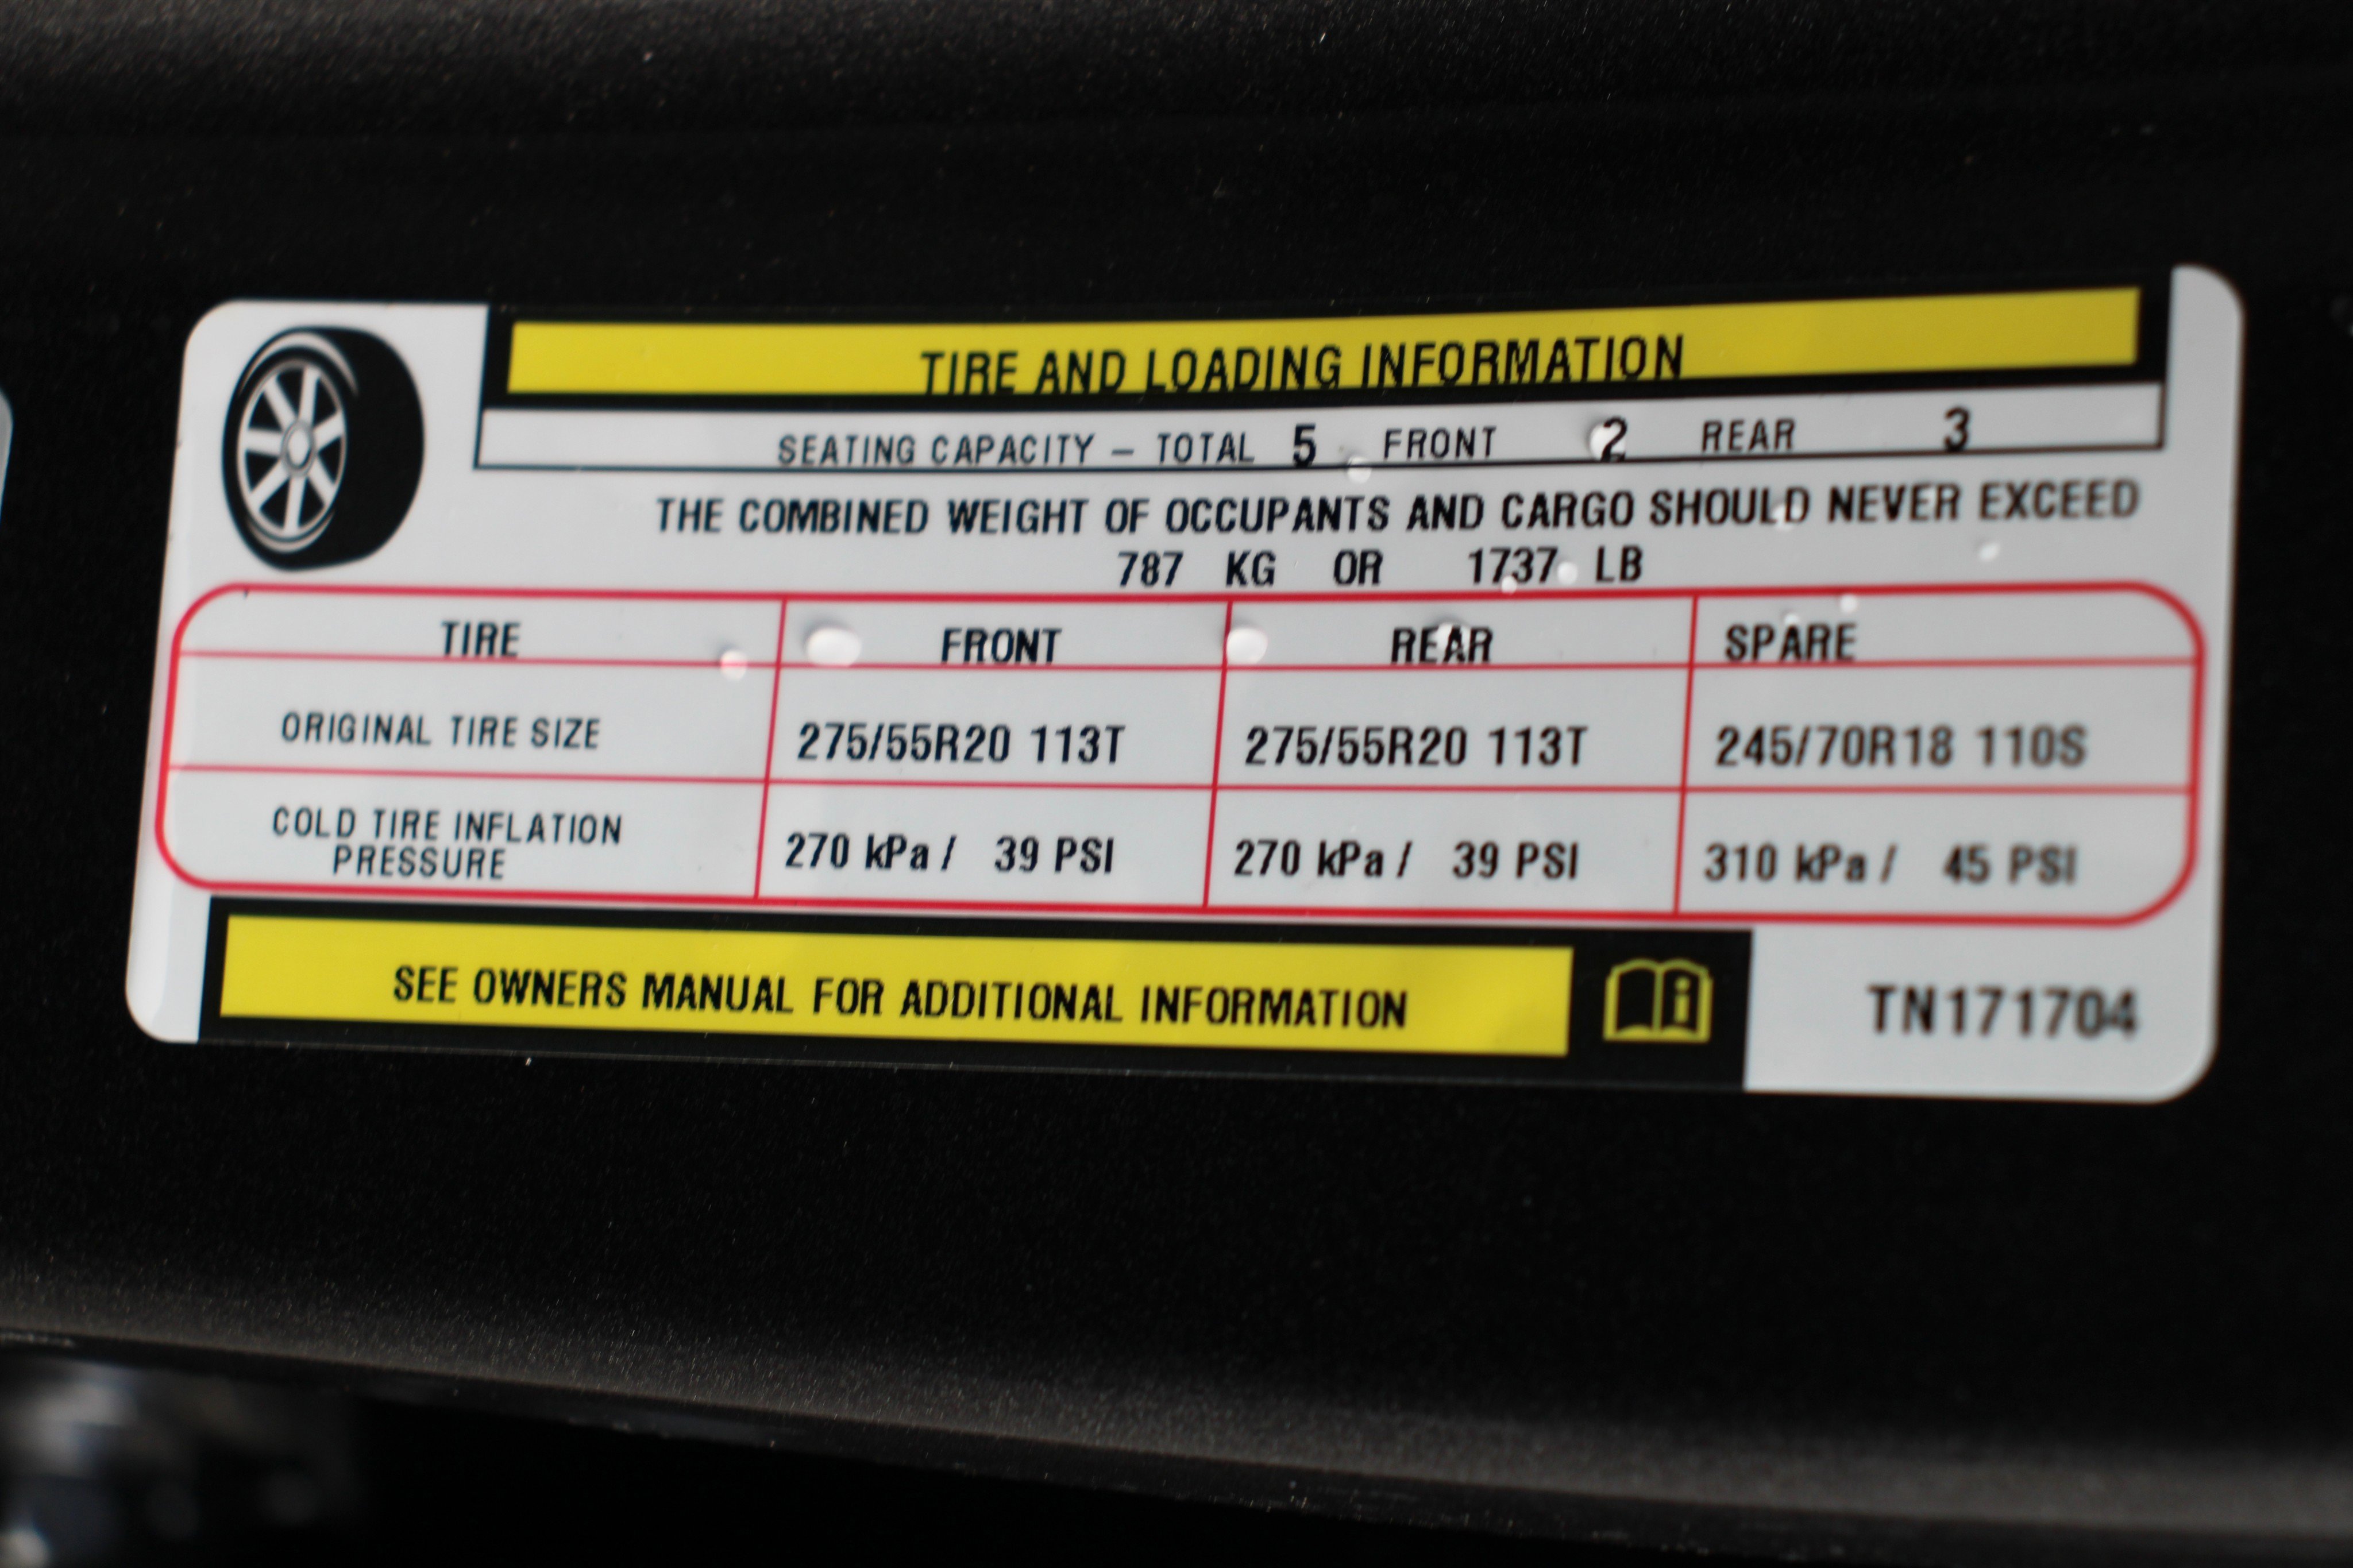 TIRE AND LOADING INFORMATION
SEATING CAPACITY – TOTAL 5 FRONT 2 REAR 3
THE COMBINED WEIGHT OF OCCUPANTS AND CARGO SHOULD NEVER EXCEED
787 KG OR 1737 LB
TIRE FRONT REAR SPARE
ORIGINAL TIRE SIZE 275/55R20 113T 275/55R20 113T 245/70R18 110S
COLD TIRE INFLATION
PRESSURE 270 kPa / 39 PSI 270 kPa / 39 PSI 310 kPa / 45 PSI
SEE OWNERS MANUAL FOR ADDITIONAL INFORMATION
TN171704